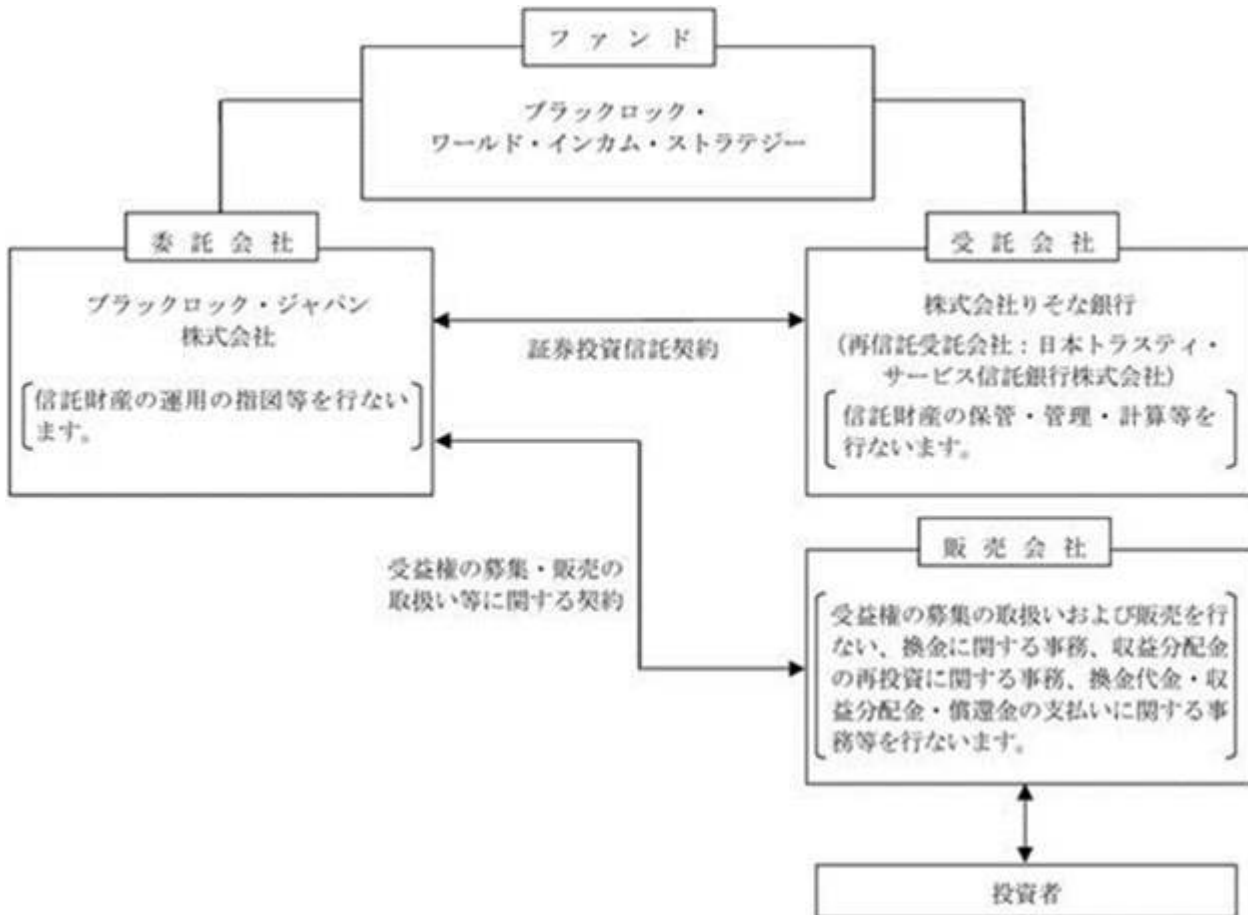 ファンド
ブラックロック・
ワールド・インカム・ストラテジー
委託会社
ブラックロック・ジャパン
株式会社
信託財産の運用の指図等を行ない
ます。
証券投資信託契約
受託会社
株式会社りそな銀行
(再信託受託会社:日本トラスティ・
サービス信託銀行株式会社)
信託財産の保管・管理・計算等を
行ないます。
受益権の募集・販売の
取扱い等に関する契約
販売会社
受益権の募集の取扱いおよび販売を行
ない、換金に関する事務、収益分配金
の再投資に関する事務、換金代金・収
益分配金・償還金の支払いに関する事
務等を行ないます。
投資者